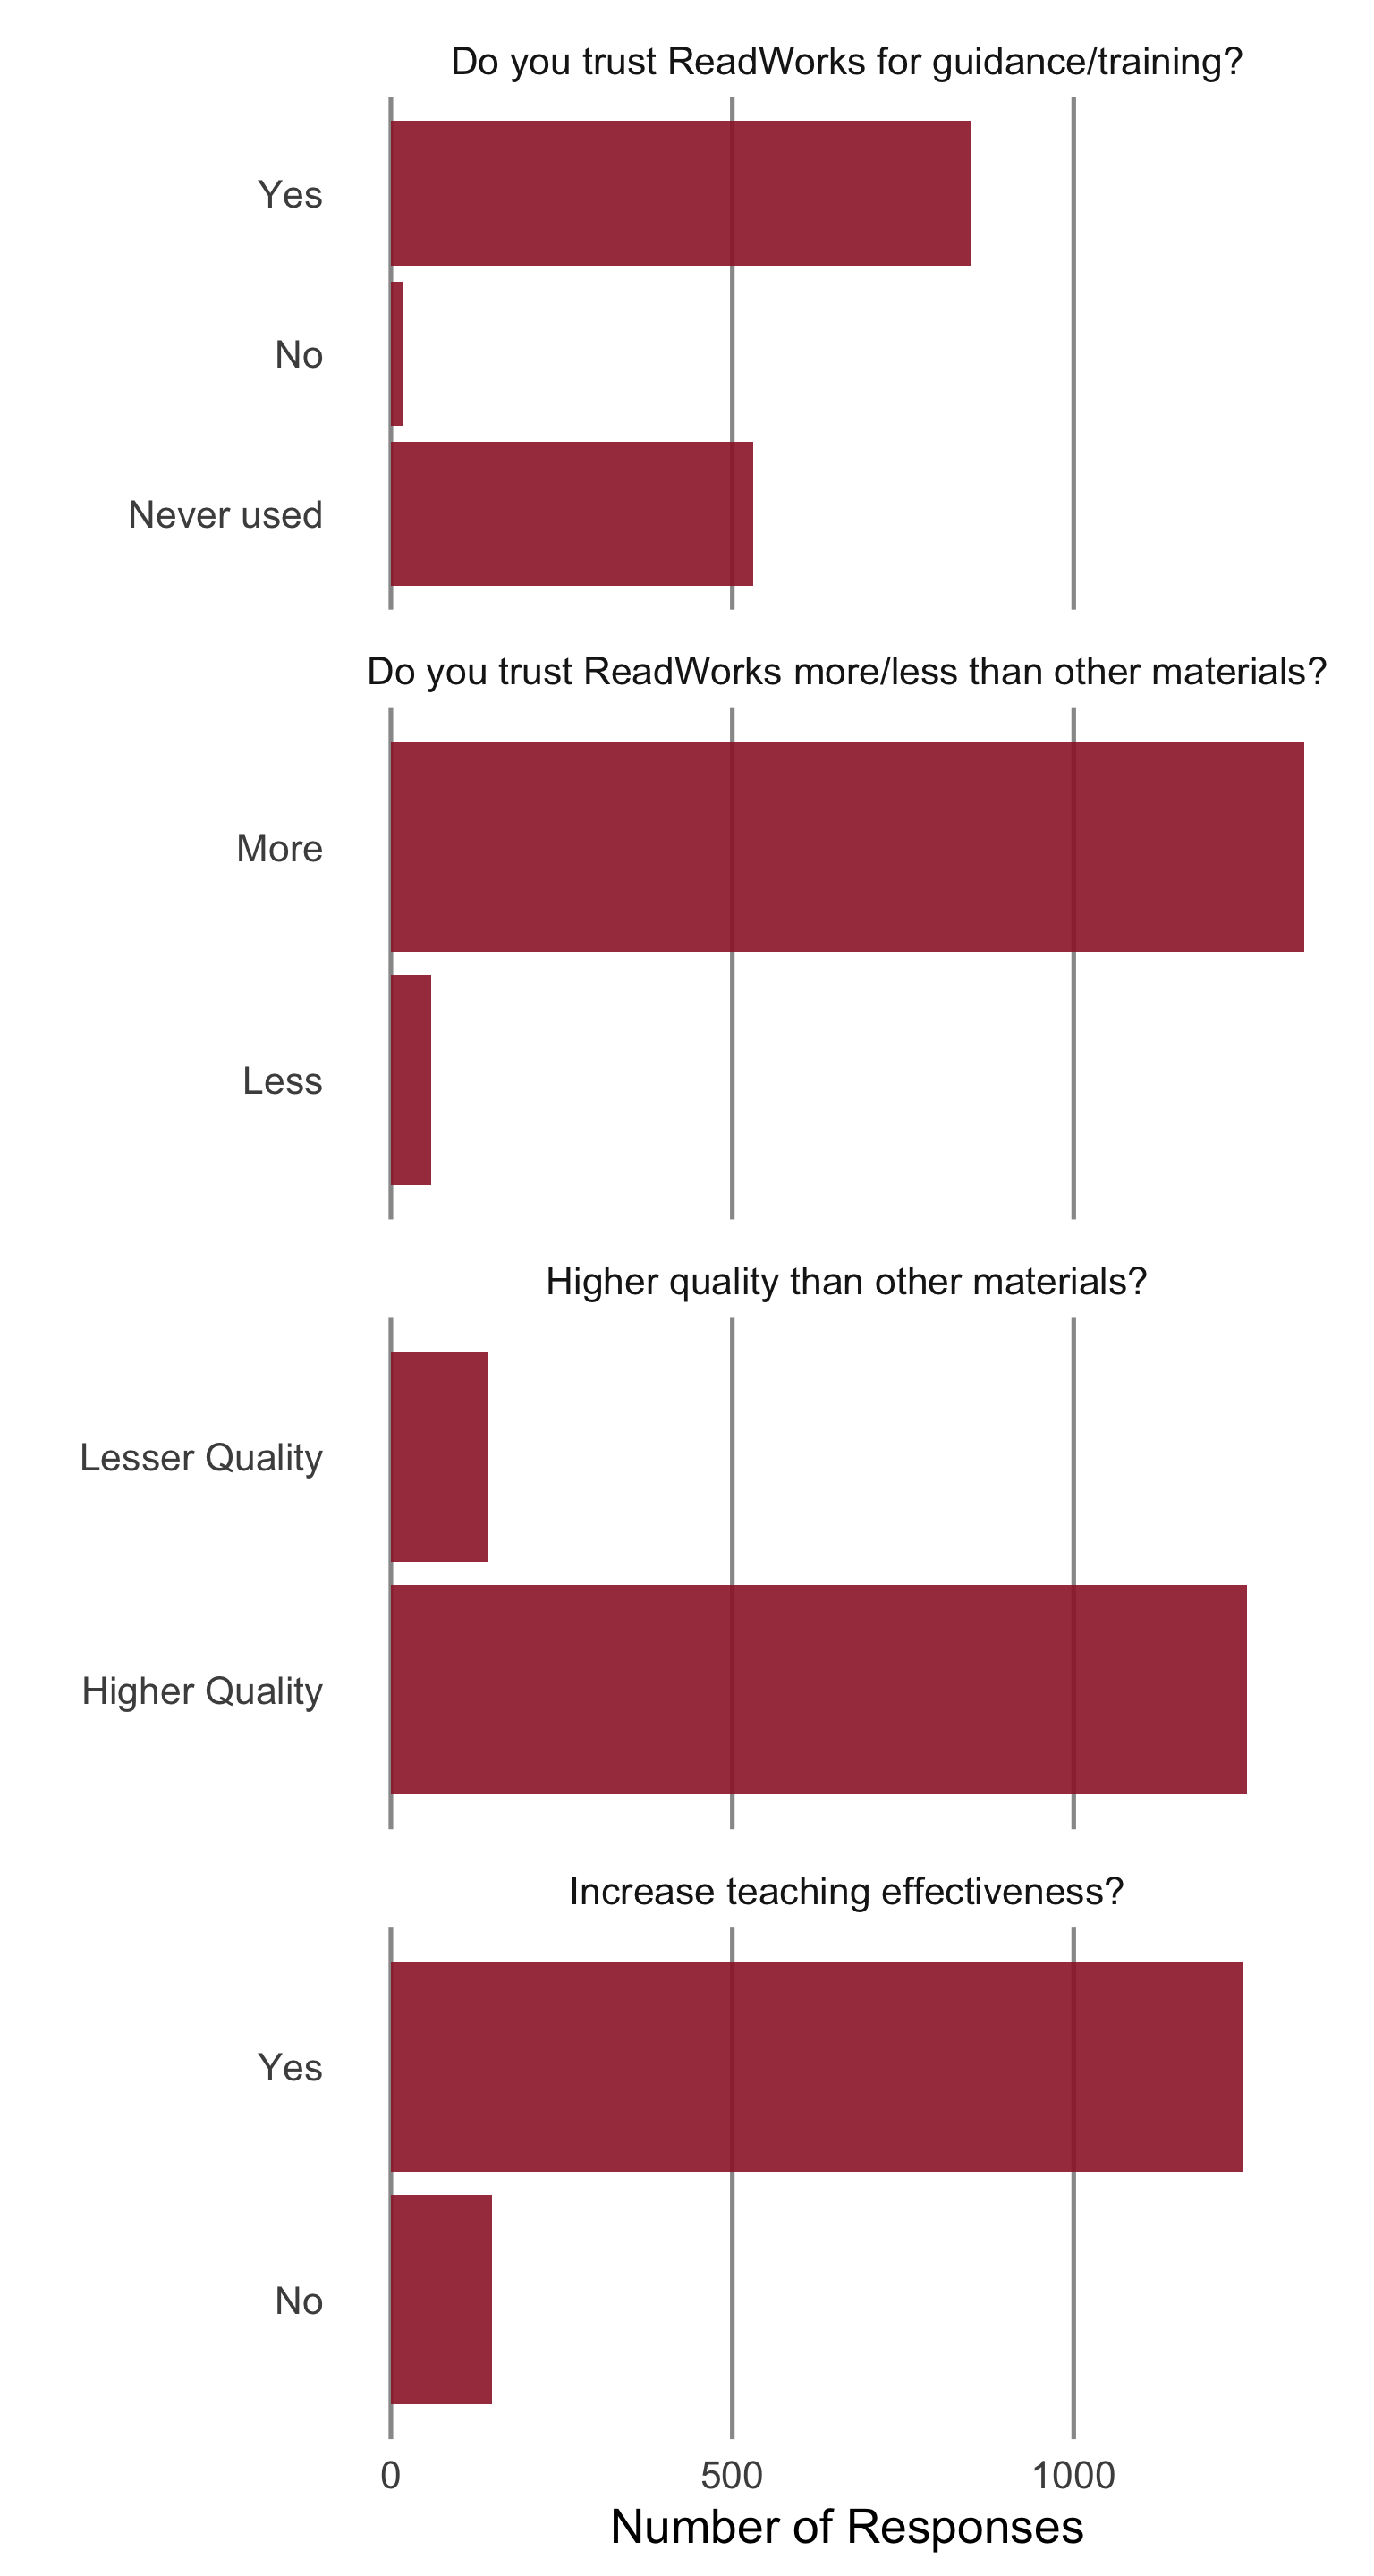 Do you trust ReadWorks for guidance/training?
Yes
No
Never used
Do you trust ReadWorks more/less than other materials?
More
Less
Higher quality than other materials?
Lesser Quality
Higher Quality
Increase teaching effectiveness?
Yes
No
0 500 1000
Number of Responses